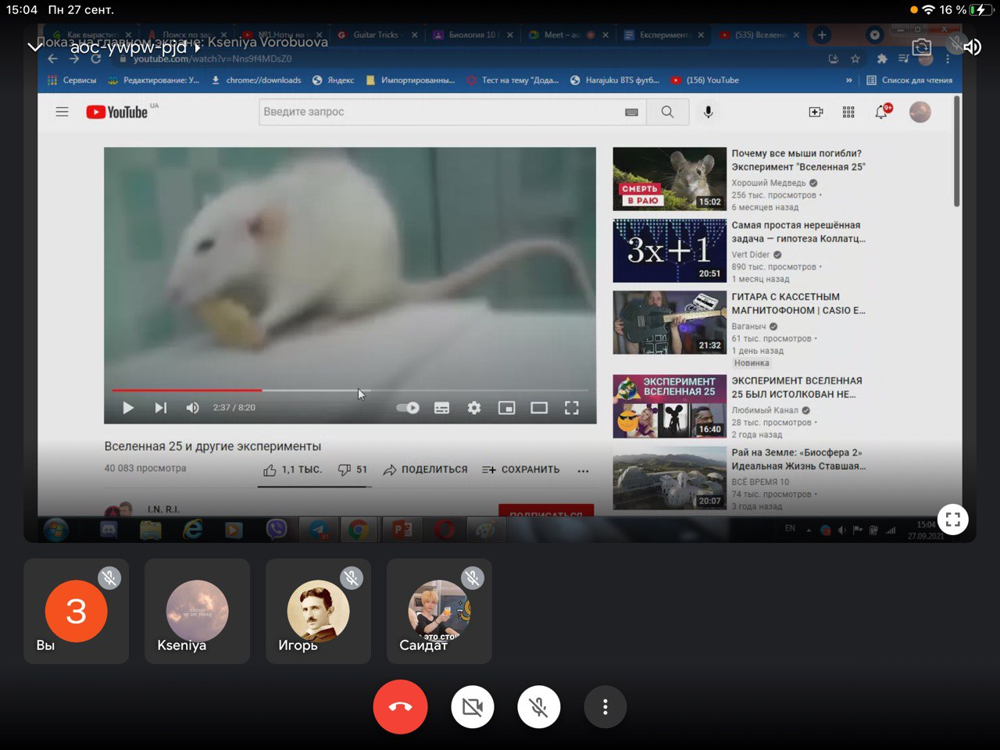 15:04 Пн 27 сент.
16 %
Показ на главном экране: Kseniya Vorobuova
aoc-ywpw-pjd
Как вырастит
Поиск по за
№1.Ноты на г
Guitar Tricks -
Биология 10 Г
Meet – ao
Эксперимент
(535) Вселен
youtube.com/watch?v=Nns9f4MDsZ0
Сервисы
Редактирование: У...
chrome://downloads
Яндекс
Импортированны...
Тест на тему "Дода...
Harajuku BTS футб...
(156) YouTube
»
Список для чтения
YouTube UA
Введите запрос
9+
2:37 / 8:20
Вселенная 25 и другие эксперименты
40 083 просмотра
1,1 ТЫС.
51
ПОДЕЛИТЬСЯ
СОХРАНИТЬ
I.N. R.I.
ПОДПИСАТЬСЯ
СМЕРТЬ
В РАЮ
15:02
Почему все мыши погибли?
Эксперимент "Вселенная 25"
Хороший Медведь
256 тыс. просмотров •
6 месяцев назад
3x+1
20:51
Самая простая нерешённая
задача — гипотеза Коллатц...
Vert Dider
890 тыс. просмотров •
1 месяц назад
21:32
ГИТАРА С КАССЕТНЫМ
МАГНИТОФОНОМ | CASIO E...
Ваганыч
61 тыс. просмотров •
1 день назад
Новинка
ЭКСПЕРИМЕНТ
ВСЕЛЕННАЯ 25
16:40
ЭКСПЕРИМЕНТ ВСЕЛЕННАЯ
25 БЫЛ ИСТОЛКОВАН НЕ...
Любимый Канал
28 тыс. просмотров •
2 года назад
20:07
Рай на Земле: «Биосфера 2»
Идеальная Жизнь Ставшая...
ВСЁ ВРЕМЯ 10
74 тыс. просмотров •
3 года назад
EN
15:04
27.09.2021
З
Вы
forever
we are young
Kseniya
Игорь
это сто
Саидат